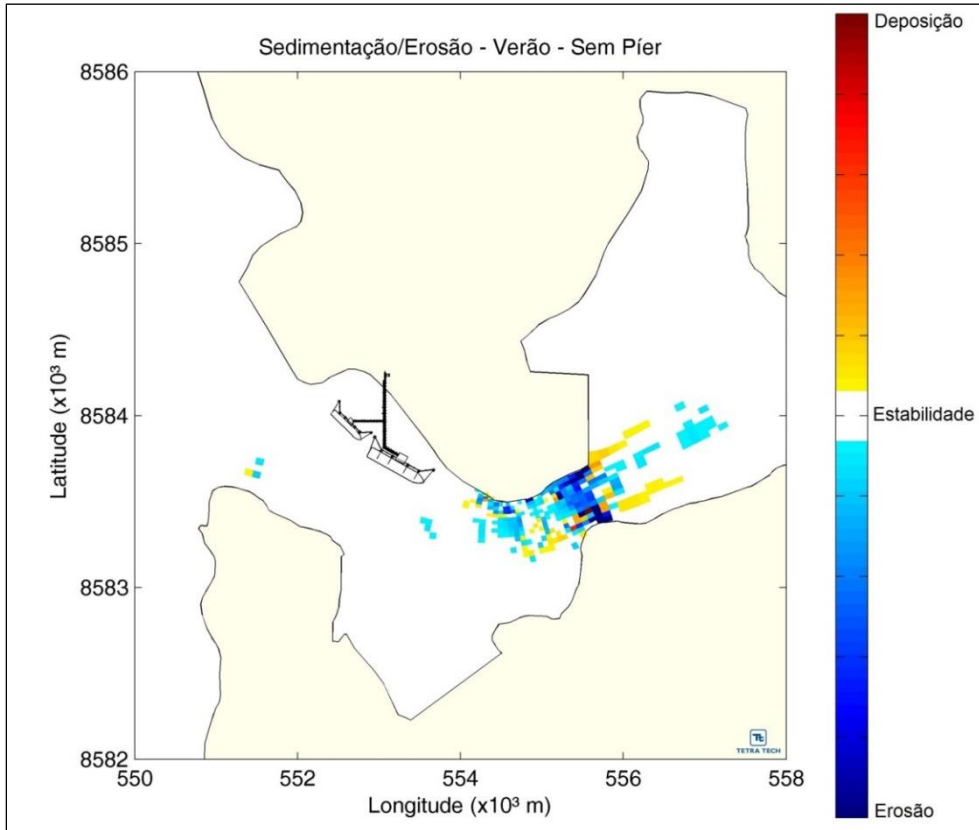 Sedimentação/Erosão - Verão - Sem Píer
Deposição
Estabilidade
Erosão
8586
8585
8584
8583
8582
Latitude (x10³ m)
550
552
554
556
558
Longitude (x10³ m)
Tt
TETRA TECH